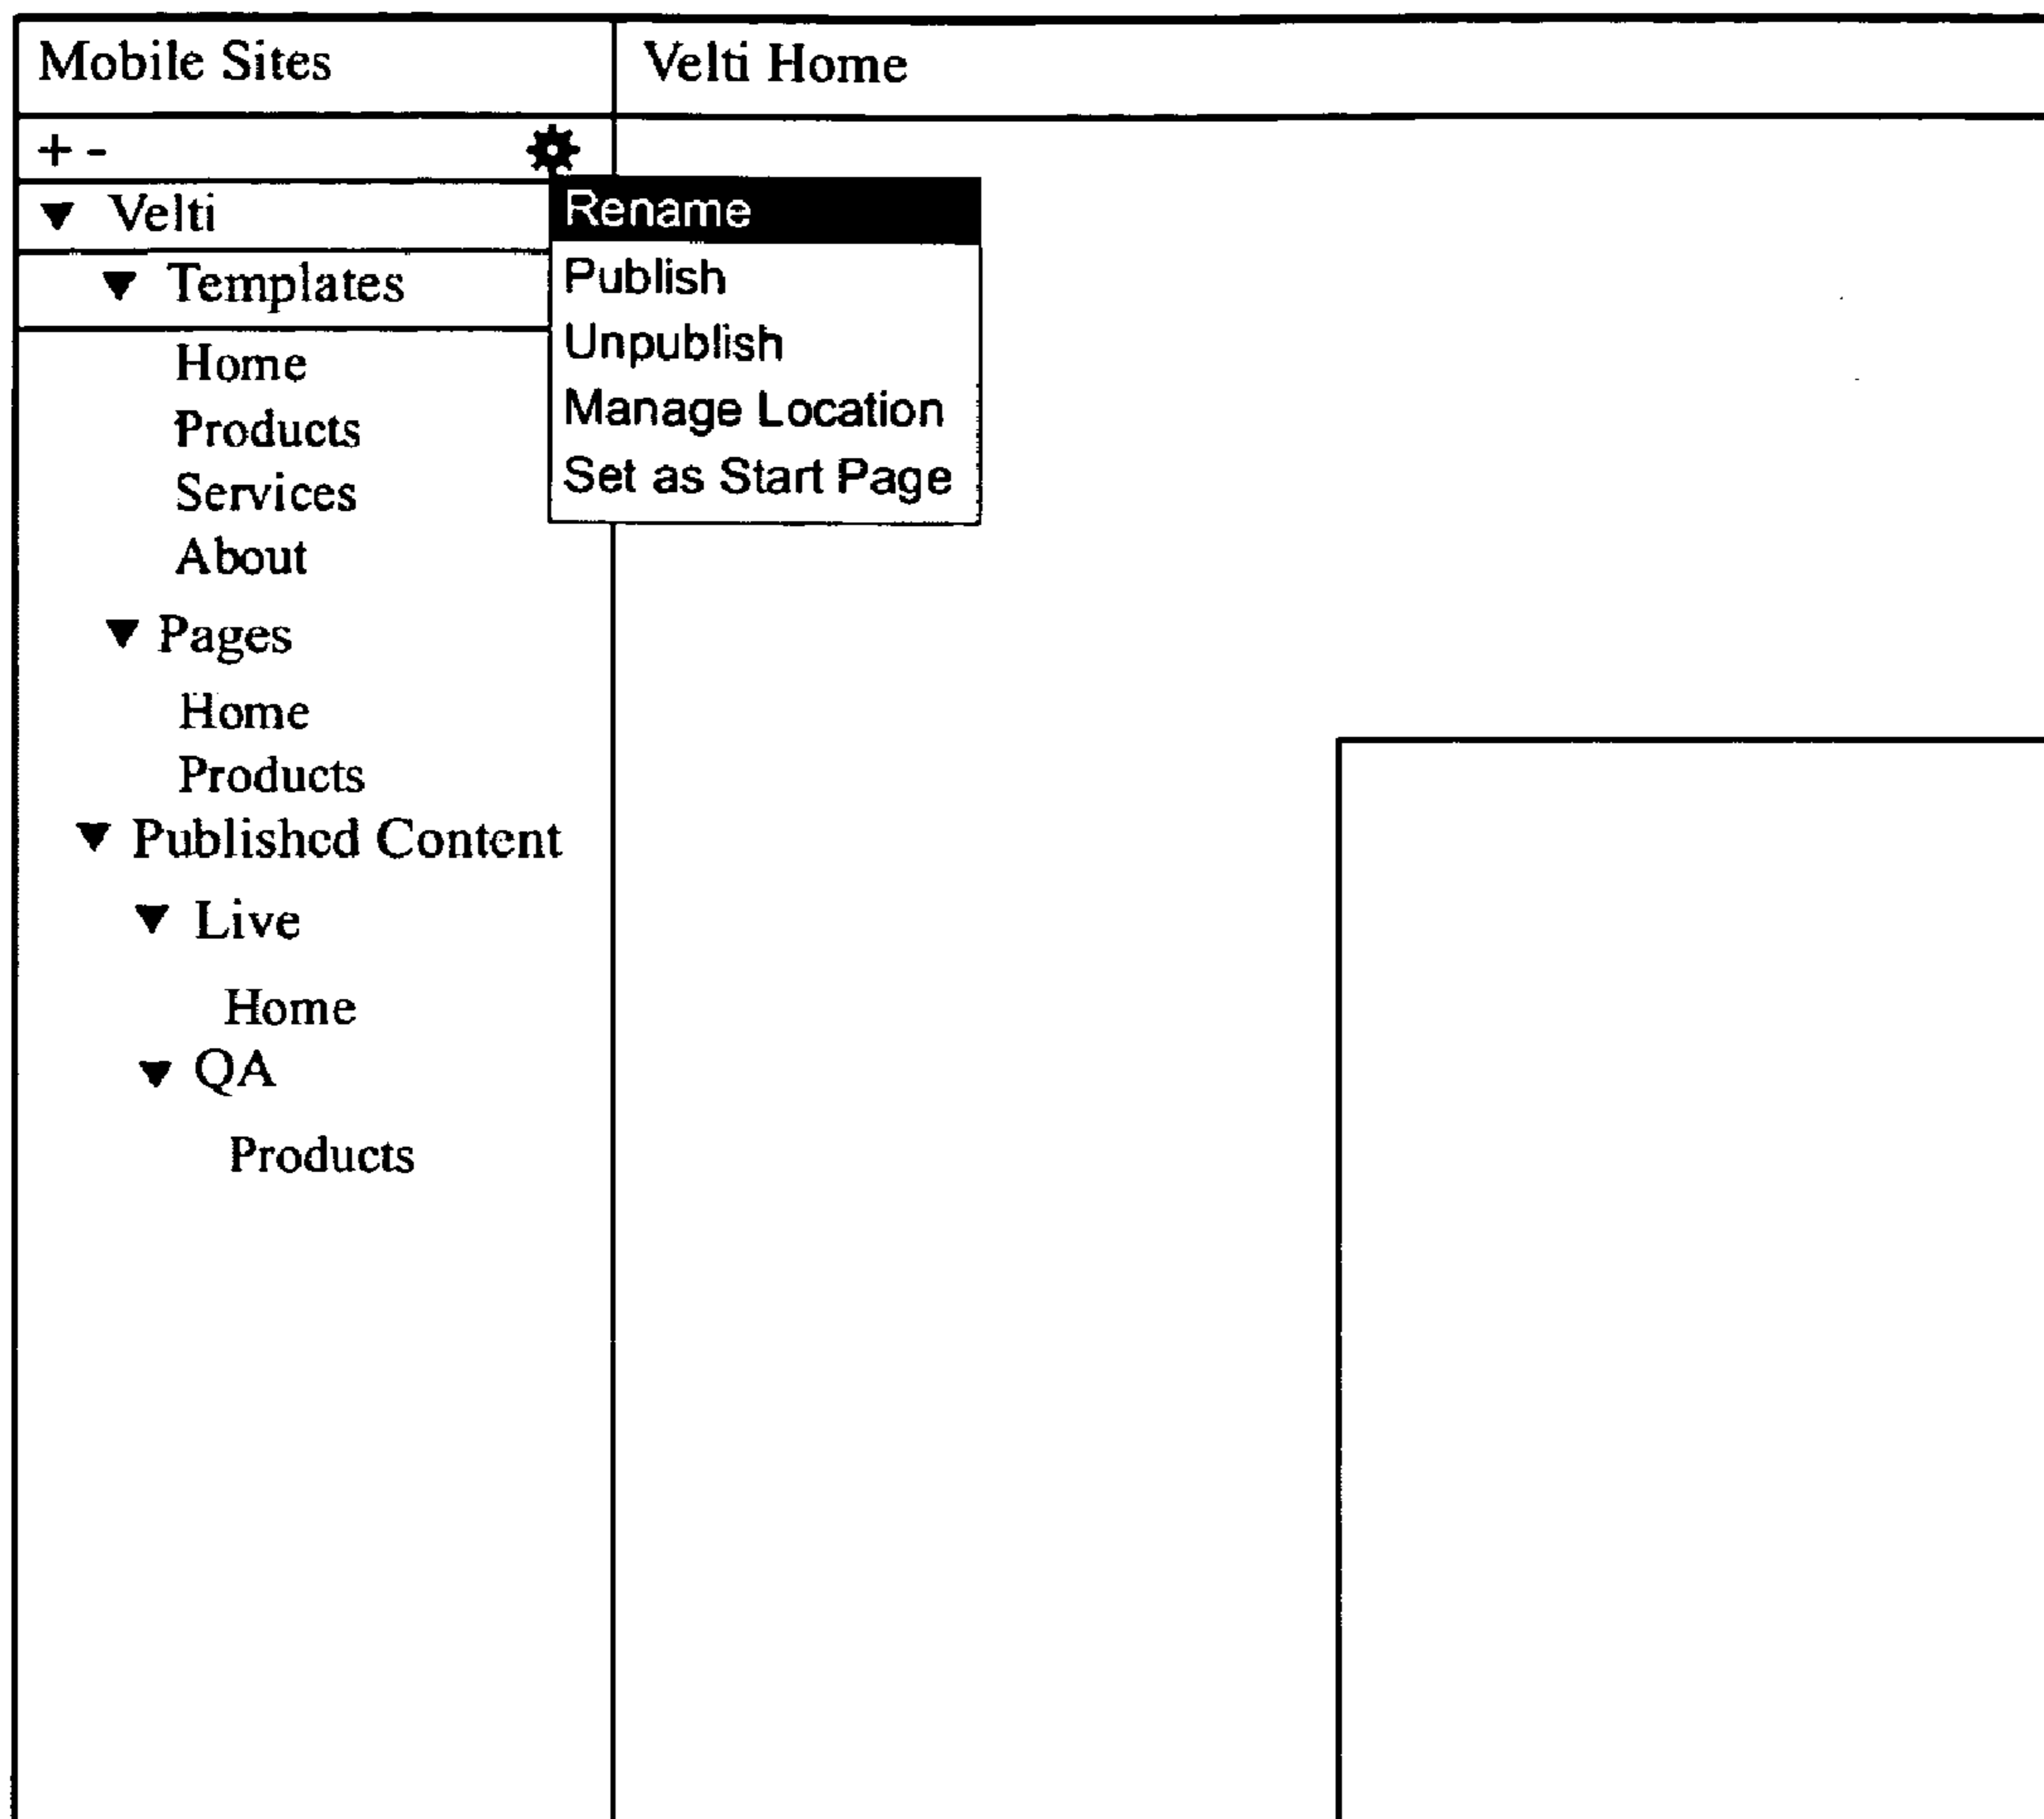 Mobile Sites
Velti Home
+ -
▼ Velti
▼ Templates
Home
Products
Services
About
▼ Pages
Home
Products
▼ Published Content
▼ Live
Home
▼ QA
Products
Rename
Publish
Unpublish
Manage Location
Set as Start Page